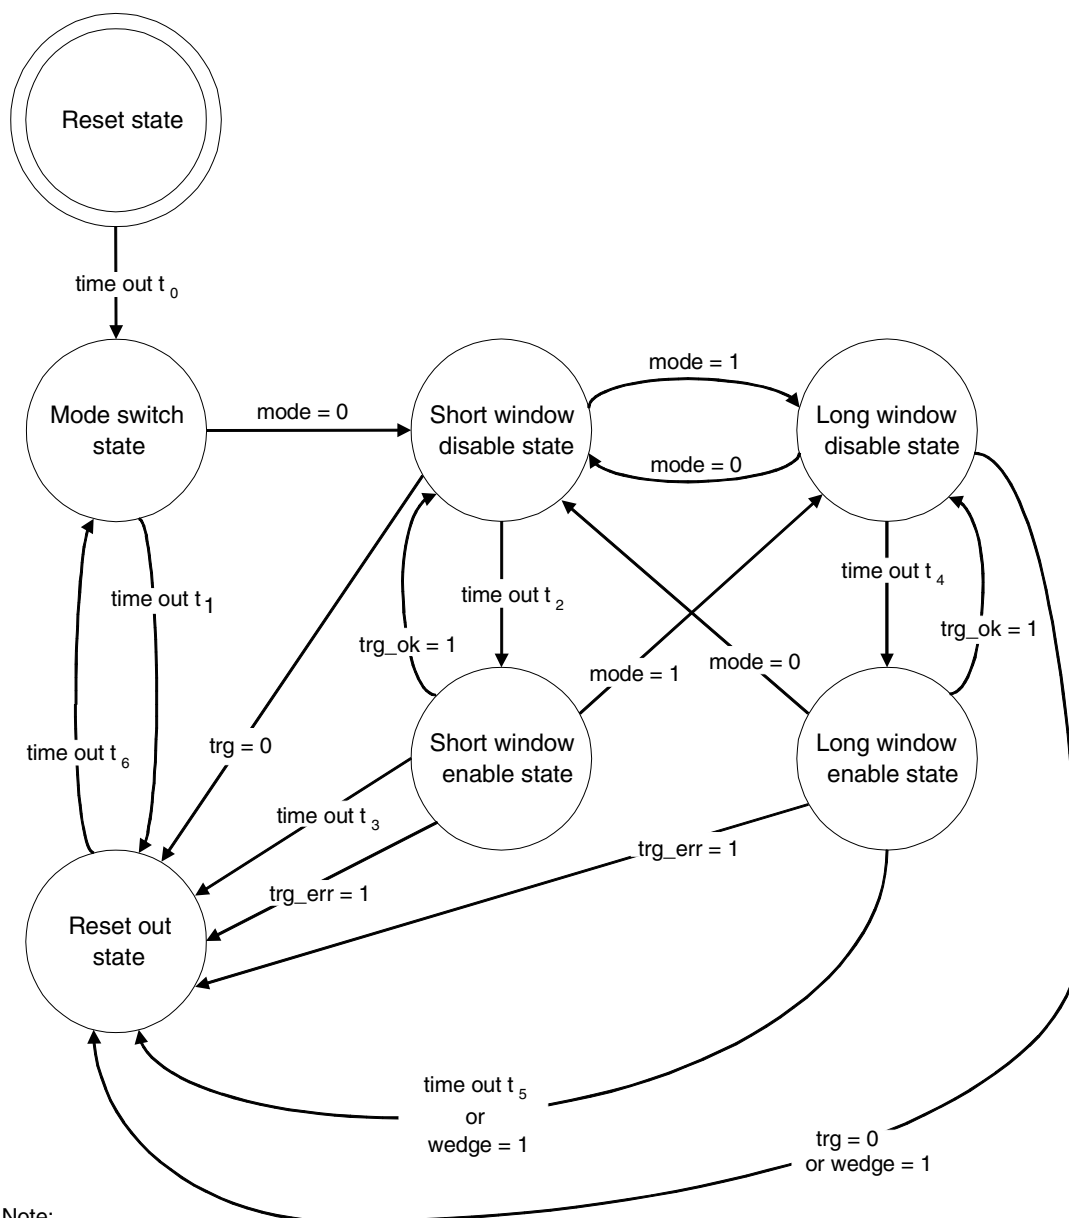 Reset state
time out t 0
Mode switch
state
mode = 0
Short window
disable state
mode = 1
mode = 0
Long window
disable state
time out t 1
time out t 2
time out t 4
trg_ok = 1
trg_ok = 1
mode = 1
mode = 0
time out t 6
trg = 0
Short window
enable state
Long window
enable state
time out t 3
trg_err = 1
trg_err = 1
Reset out
state
time out t 5
or
wedge = 1
trg = 0
or wedge = 1
Note: